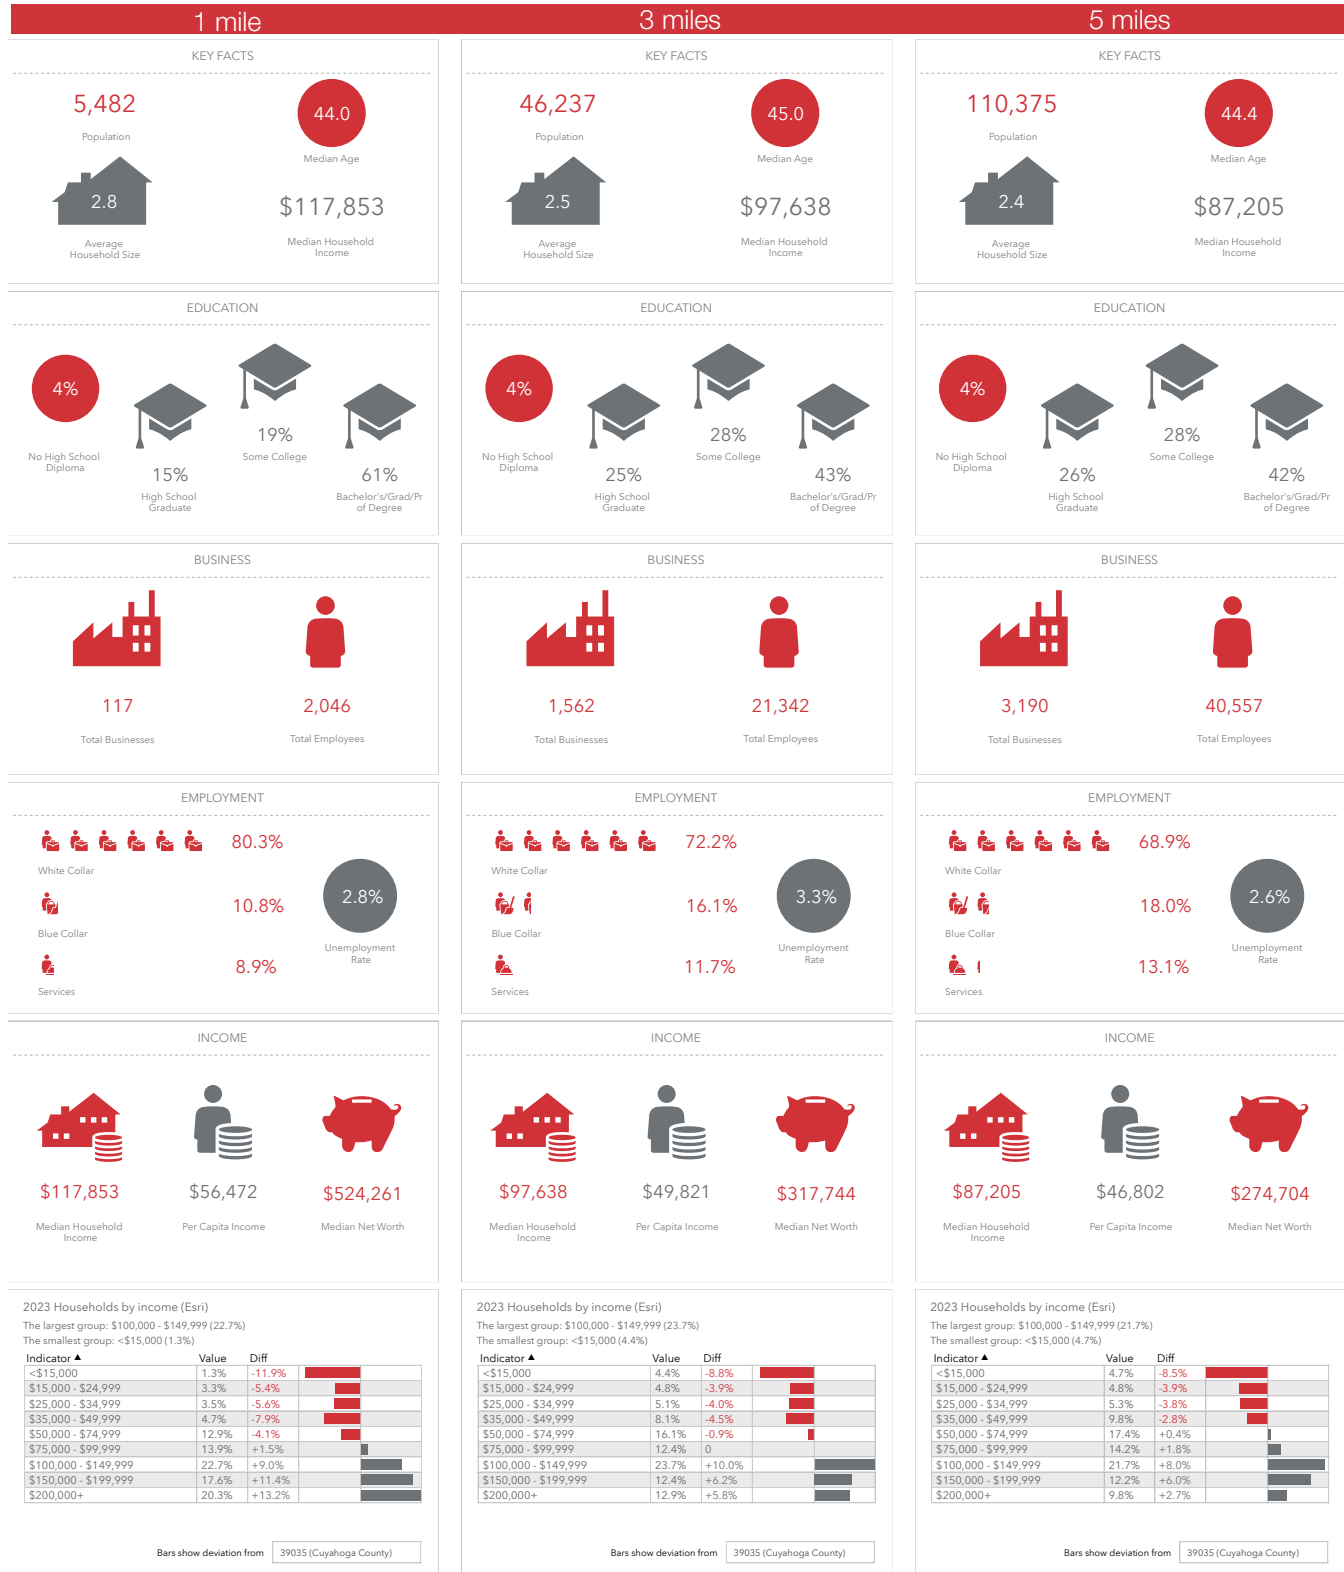 1 mile
KEY FACTS
5,482
Population
44.0
Median Age
2.8
Average
Household Size
$117,853
Median Household
Income
EDUCATION
4%
No High School
Diploma
15%
High School
Graduate
19%
Some College
61%
Bachelor's/Grad/Pr
of Degree
BUSINESS
117
Total Businesses
2,046
Total Employees
EMPLOYMENT
80.3%
White Collar
10.8%
Blue Collar
8.9%
Services
2.8%
Unemployment
Rate
INCOME
$117,853
Median Household
Income
$56,472
Per Capita Income
$524,261
Median Net Worth
2023 Households by income (Esri)
The largest group: $100,000 - $149,999 (22.7%)
The smallest group: <$15,000 (1.3%)
Indicator ▲ Value Diff
<$15,000 1.3% -11.9%
$15,000 - $24,999 3.3% -5.4%
$25,000 - $34,999 3.5% -5.6%
$35,000 - $49,999 4.7% -7.9%
$50,000 - $74,999 12.9% -4.1%
$75,000 - $99,999 13.9% +1.5%
$100,000 - $149,999 22.7% +9.0%
$150,000 - $199,999 17.6% +11.4%
$200,000+ 20.3% +13.2%
Bars show deviation from 39035 (Cuyahoga County)
3 miles
KEY FACTS
46,237
Population
45.0
Median Age
2.5
Average
Household Size
$97,638
Median Household
Income
EDUCATION
4%
No High School
Diploma
25%
High School
Graduate
28%
Some College
43%
Bachelor's/Grad/Pr
of Degree
BUSINESS
1,562
Total Businesses
21,342
Total Employees
EMPLOYMENT
72.2%
White Collar
16.1%
Blue Collar
11.7%
Services
3.3%
Unemployment
Rate
INCOME
$97,638
Median Household
Income
$49,821
Per Capita Income
$317,744
Median Net Worth
2023 Households by income (Esri)
The largest group: $100,000 - $149,999 (23.7%)
The smallest group: <$15,000 (4.4%)
Indicator ▲ Value Diff
<$15,000 4.4% -8.8%
$15,000 - $24,999 4.8% -3.9%
$25,000 - $34,999 5.1% -4.0%
$35,000 - $49,999 8.1% -4.5%
$50,000 - $74,999 16.1% -0.9%
$75,000 - $99,999 12.4% 0
$100,000 - $149,999 23.7% +10.0%
$150,000 - $199,999 12.4% +6.2%
$200,000+ 12.9% +5.8%
Bars show deviation from 39035 (Cuyahoga County)
5 miles
KEY FACTS
110,375
Population
44.4
Median Age
2.4
Average
Household Size
$87,205
Median Household
Income
EDUCATION
4%
No High School
Diploma
26%
High School
Graduate
28%
Some College
42%
Bachelor's/Grad/Pr
of Degree
BUSINESS
3,190
Total Businesses
40,557
Total Employees
EMPLOYMENT
68.9%
White Collar
18.0%
Blue Collar
13.1%
Services
2.6%
Unemployment
Rate
INCOME
$87,205
Median Household
Income
$46,802
Per Capita Income
$274,704
Median Net Worth
2023 Households by income (Esri)
The largest group: $100,000 - $149,999 (21.7%)
The smallest group: <$15,000 (4.7%)
Indicator ▲ Value Diff
<$15,000 4.7% -8.5%
$15,000 - $24,999 4.8% -3.9%
$25,000 - $34,999 5.3% -3.8%
$35,000 - $49,999 9.8% -2.8%
$50,000 - $74,999 17.4% +0.4%
$75,000 - $99,999 14.2% +1.8%
$100,000 - $149,999 21.7% +8.0%
$150,000 - $199,999 12.2% +6.0%
$200,000+ 9.8% +2.7%
Bars show deviation from 39035 (Cuyahoga County)